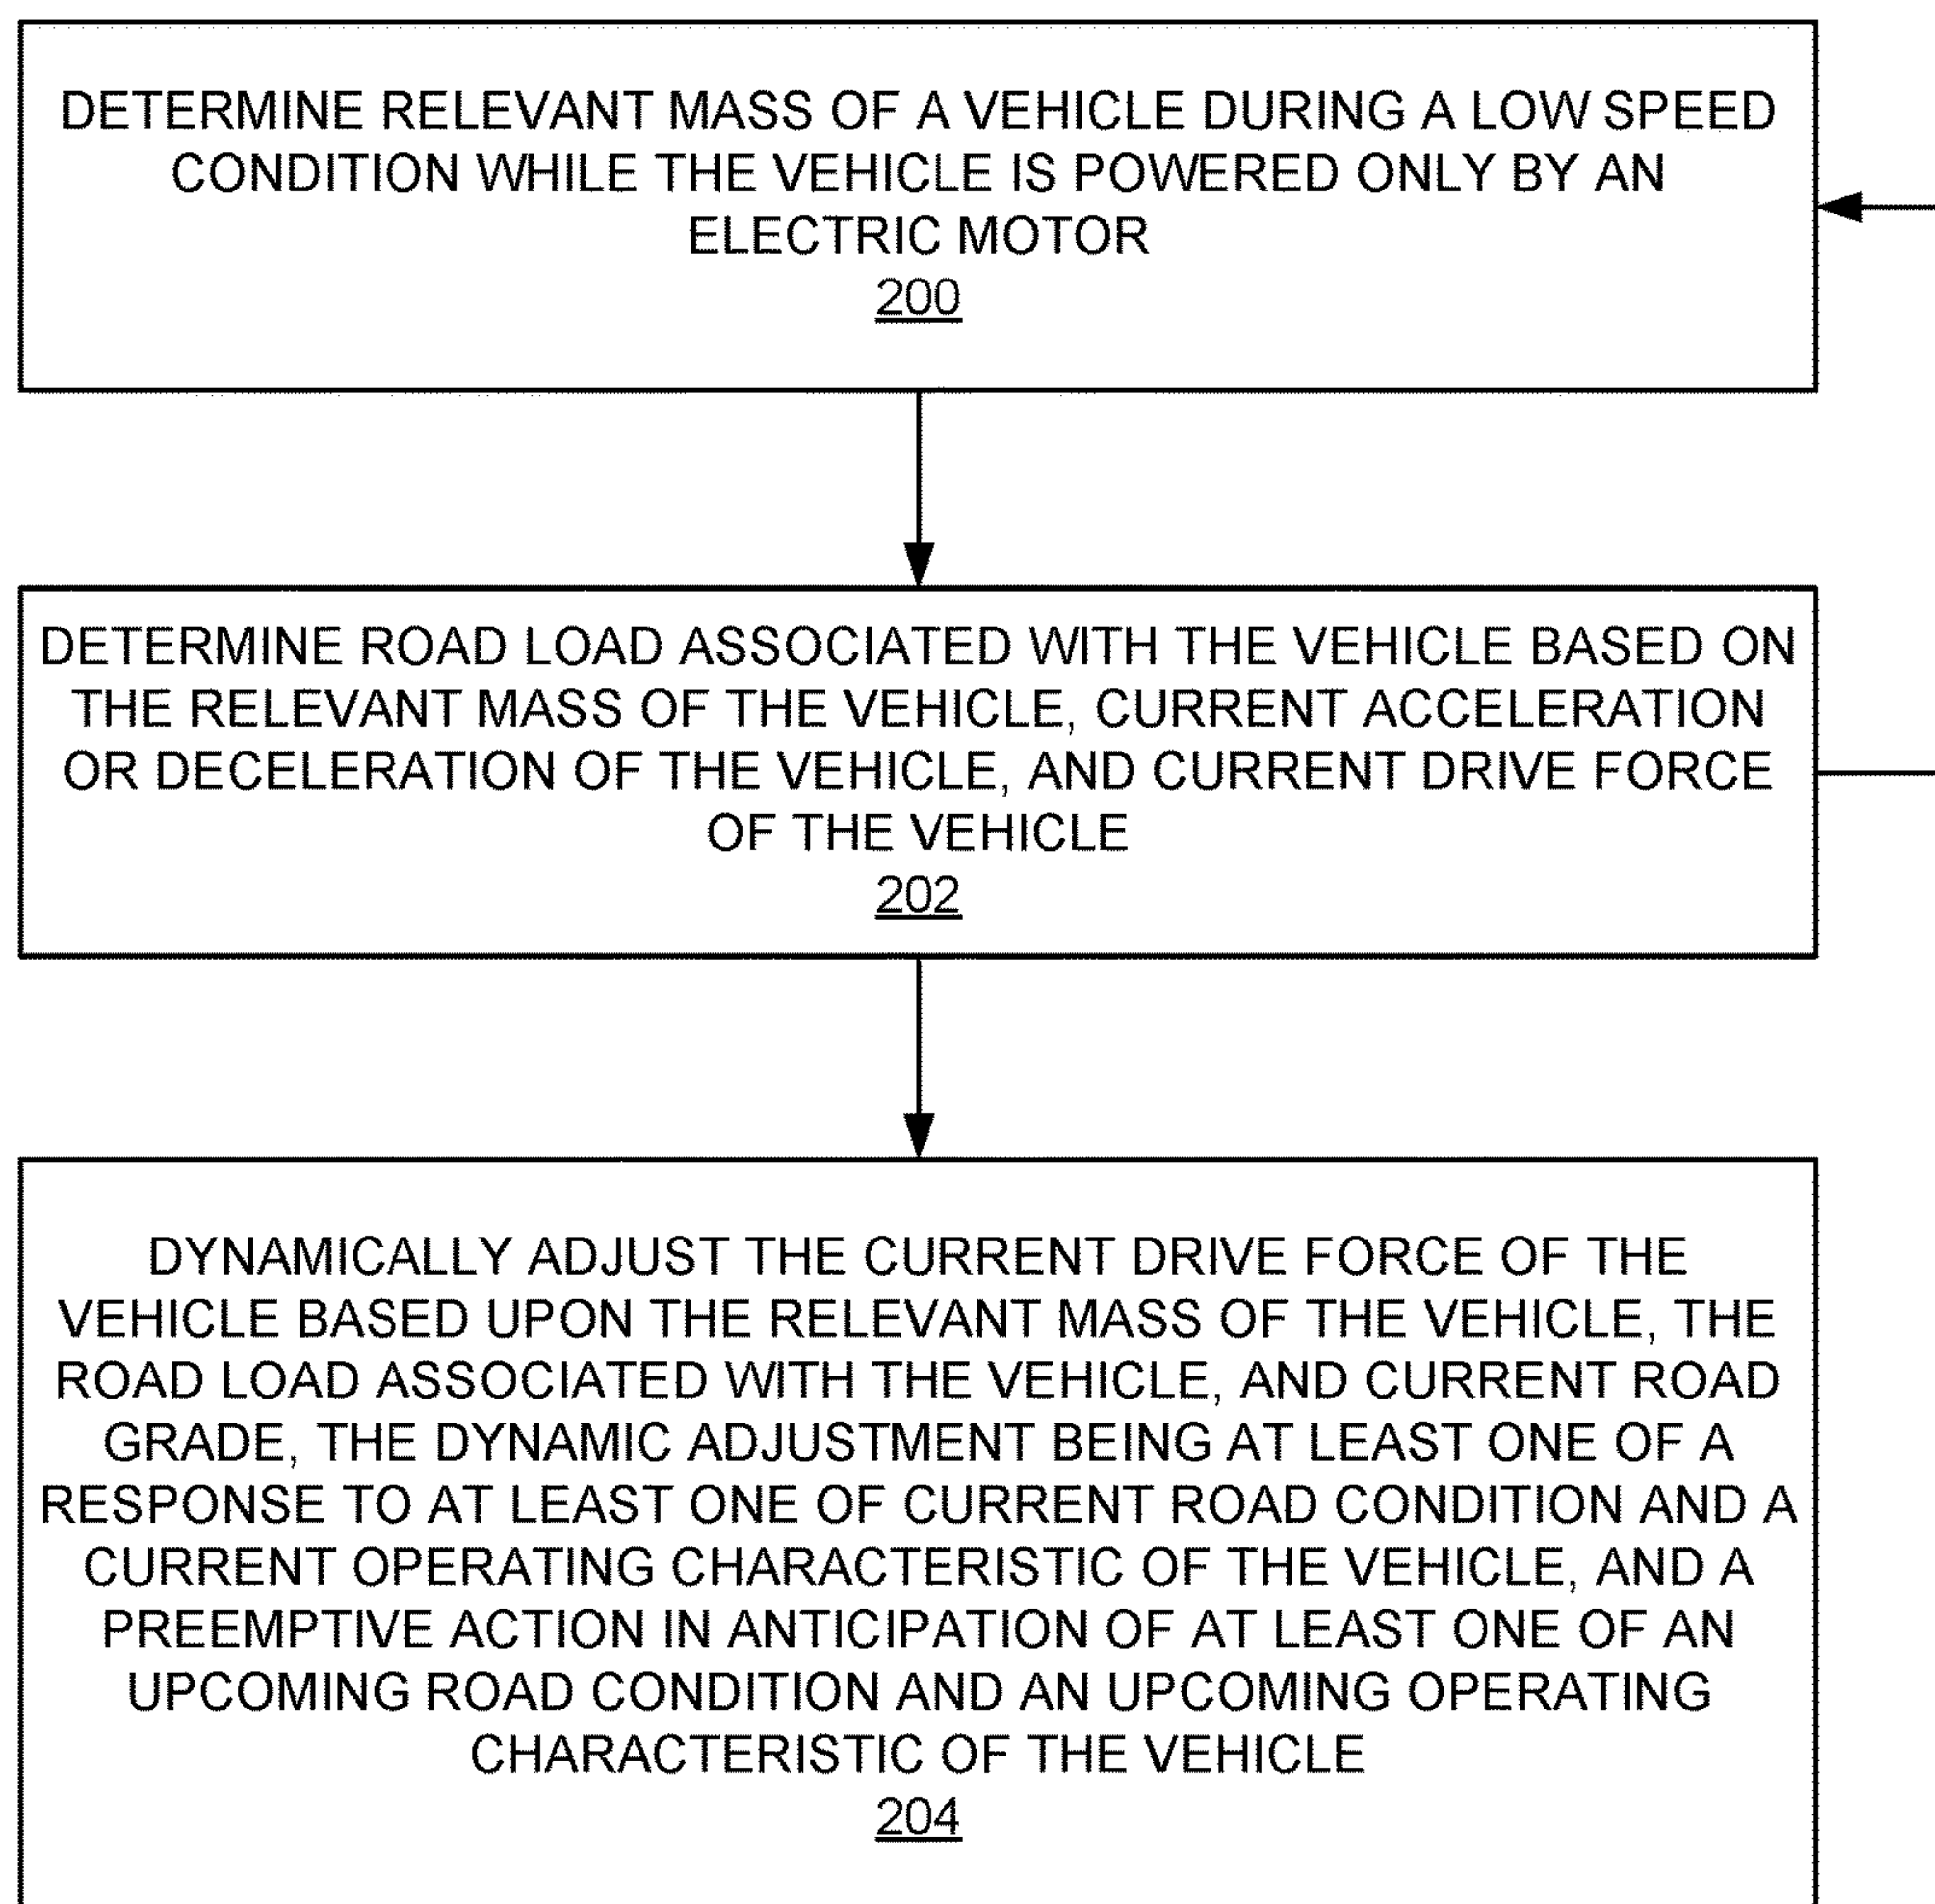 DETERMINE RELEVANT MASS OF A VEHICLE DURING A LOW SPEED
CONDITION WHILE THE VEHICLE IS POWERED ONLY BY AN
ELECTRIC MOTOR
200
DETERMINE ROAD LOAD ASSOCIATED WITH THE VEHICLE BASED ON
THE RELEVANT MASS OF THE VEHICLE, CURRENT ACCELERATION
OR DECELERATION OF THE VEHICLE, AND CURRENT DRIVE FORCE
OF THE VEHICLE
202
DYNAMICALLY ADJUST THE CURRENT DRIVE FORCE OF THE
VEHICLE BASED UPON THE RELEVANT MASS OF THE VEHICLE, THE
ROAD LOAD ASSOCIATED WITH THE VEHICLE, AND CURRENT ROAD
GRADE, THE DYNAMIC ADJUSTMENT BEING AT LEAST ONE OF A
RESPONSE TO AT LEAST ONE OF CURRENT ROAD CONDITION AND A
CURRENT OPERATING CHARACTERISTIC OF THE VEHICLE, AND A
PREEMPTIVE ACTION IN ANTICIPATION OF AT LEAST ONE OF AN
UPCOMING ROAD CONDITION AND AN UPCOMING OPERATING
CHARACTERISTIC OF THE VEHICLE
204